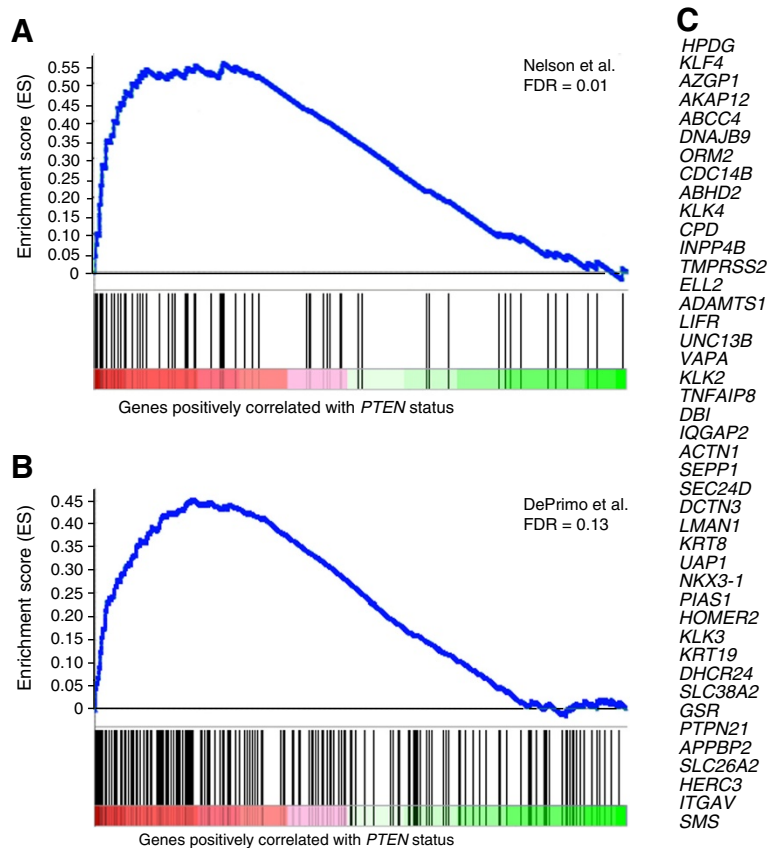 A
Enrichment score (ES)
0.55
0.50
0.45
0.40
0.35
0.30
0.25
0.20
0.15
0.10
0.05
0
Nelson et al.
FDR = 0.01
Genes positively correlated with PTEN status
B
Enrichment score (ES)
0.45
0.40
0.35
0.30
0.25
0.20
0.15
0.10
0.05
0
DePrimo et al.
FDR = 0.13
Genes positively correlated with PTEN status
C
HPDG
KLF4
AZGP1
AKAP12
ABCC4
DNAJB9
ORM2
CDC14B
ABHD2
KLK4
CPD
INPP4B
TMPRSS2
ELL2
ADAMTS1
LIFR
UNC13B
VAPA
KLK2
TNFAIP8
DBI
IQGAP2
ACTN1
SEPP1
SEC24D
DCTN3
LMAN1
KRT8
UAP1
NKX3-1
PIAS1
HOMER2
KLK3
KRT19
DHCR24
SLC38A2
GSR
PTPN21
APPBP2
SLC26A2
HERC3
ITGAV
SMS